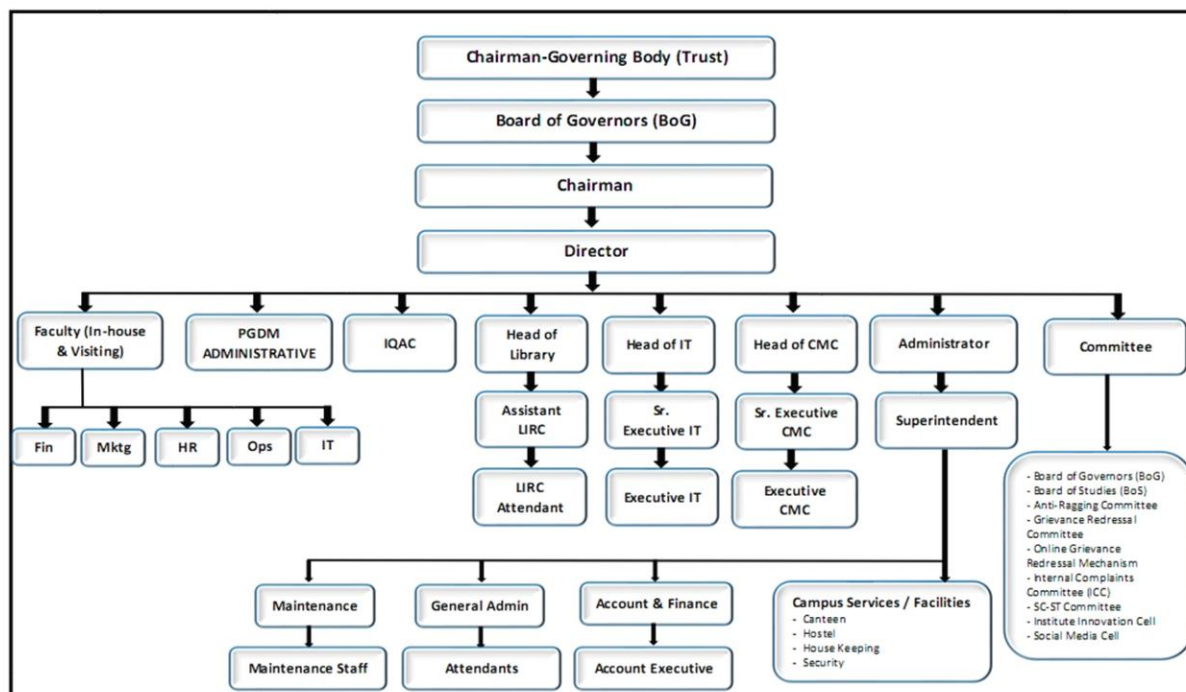 Chairman-Governing Body (Trust)
Board of Governors (BoG)
Chairman
Director
Faculty (In-house
& Visiting)
PGDM
ADMINISTRATIVE
IQAC
Head of
Library
Head of IT
Head of CMC
Administrator
Committee
Fin
Mktg
HR
Ops
IT
Assistant
LIRC
Sr.
Executive IT
Sr. Executive
CMC
Superintendent
LIRC
Attendant
Executive IT
Executive
CMC
- Board of Governors (BoG)
- Board of Studies (BoS)
- Anti-Ragging Committee
- Grievance Redressal
Committee
- Online Grievance
Redressal Mechanism
- Internal Complaints
Committee (ICC)
- SC-ST Committee
- Institute Innovation Cell
- Social Media Cell
Maintenance
General Admin
Account & Finance
Campus Services / Facilities
- Canteen
- Hostel
- House Keeping
- Security
Maintenance Staff
Attendants
Account Executive